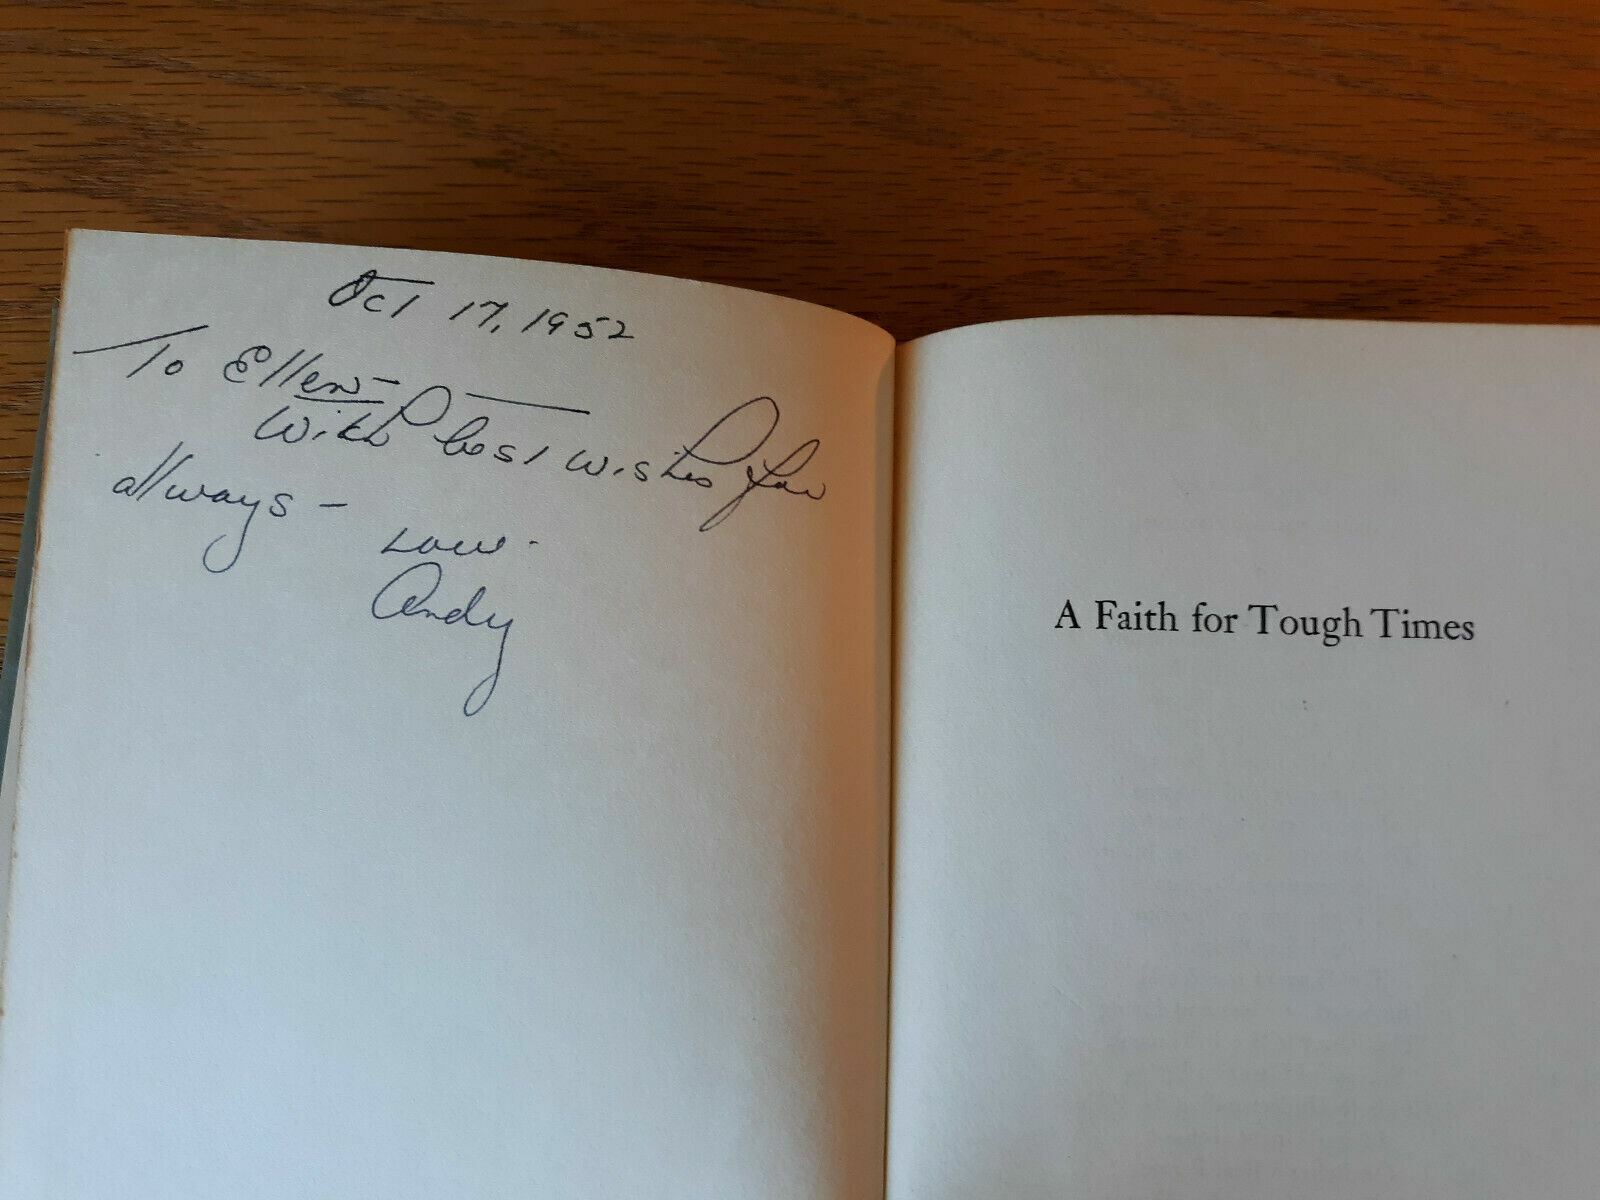 Oct 17, 1952
To Ellen—
With best wishes for
always - Love.
Andy
A Faith for Tough Times